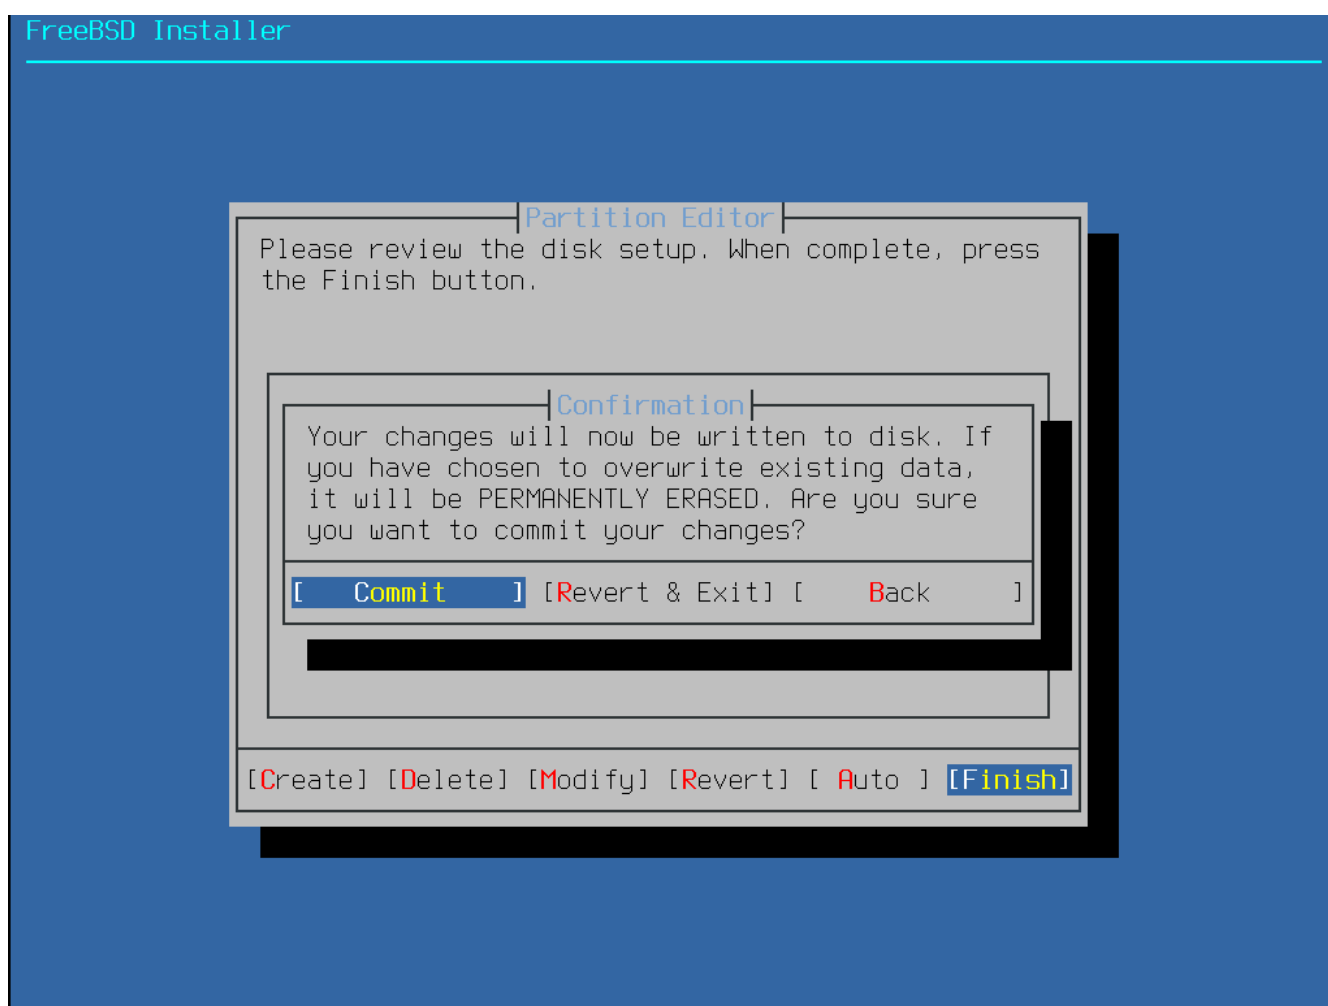 FreeBSD Installer
Partition Editor
Please review the disk setup. When complete, press
the Finish button.
Confirmation
Your changes will now be written to disk. If
you have chosen to overwrite existing data,
it will be PERMANENTLY ERASED. Are you sure
you want to commit your changes?
[ Commit ] [Revert & Exit] [ Back ]
[Create] [Delete] [Modify] [Revert] [ Auto ] [Finish]